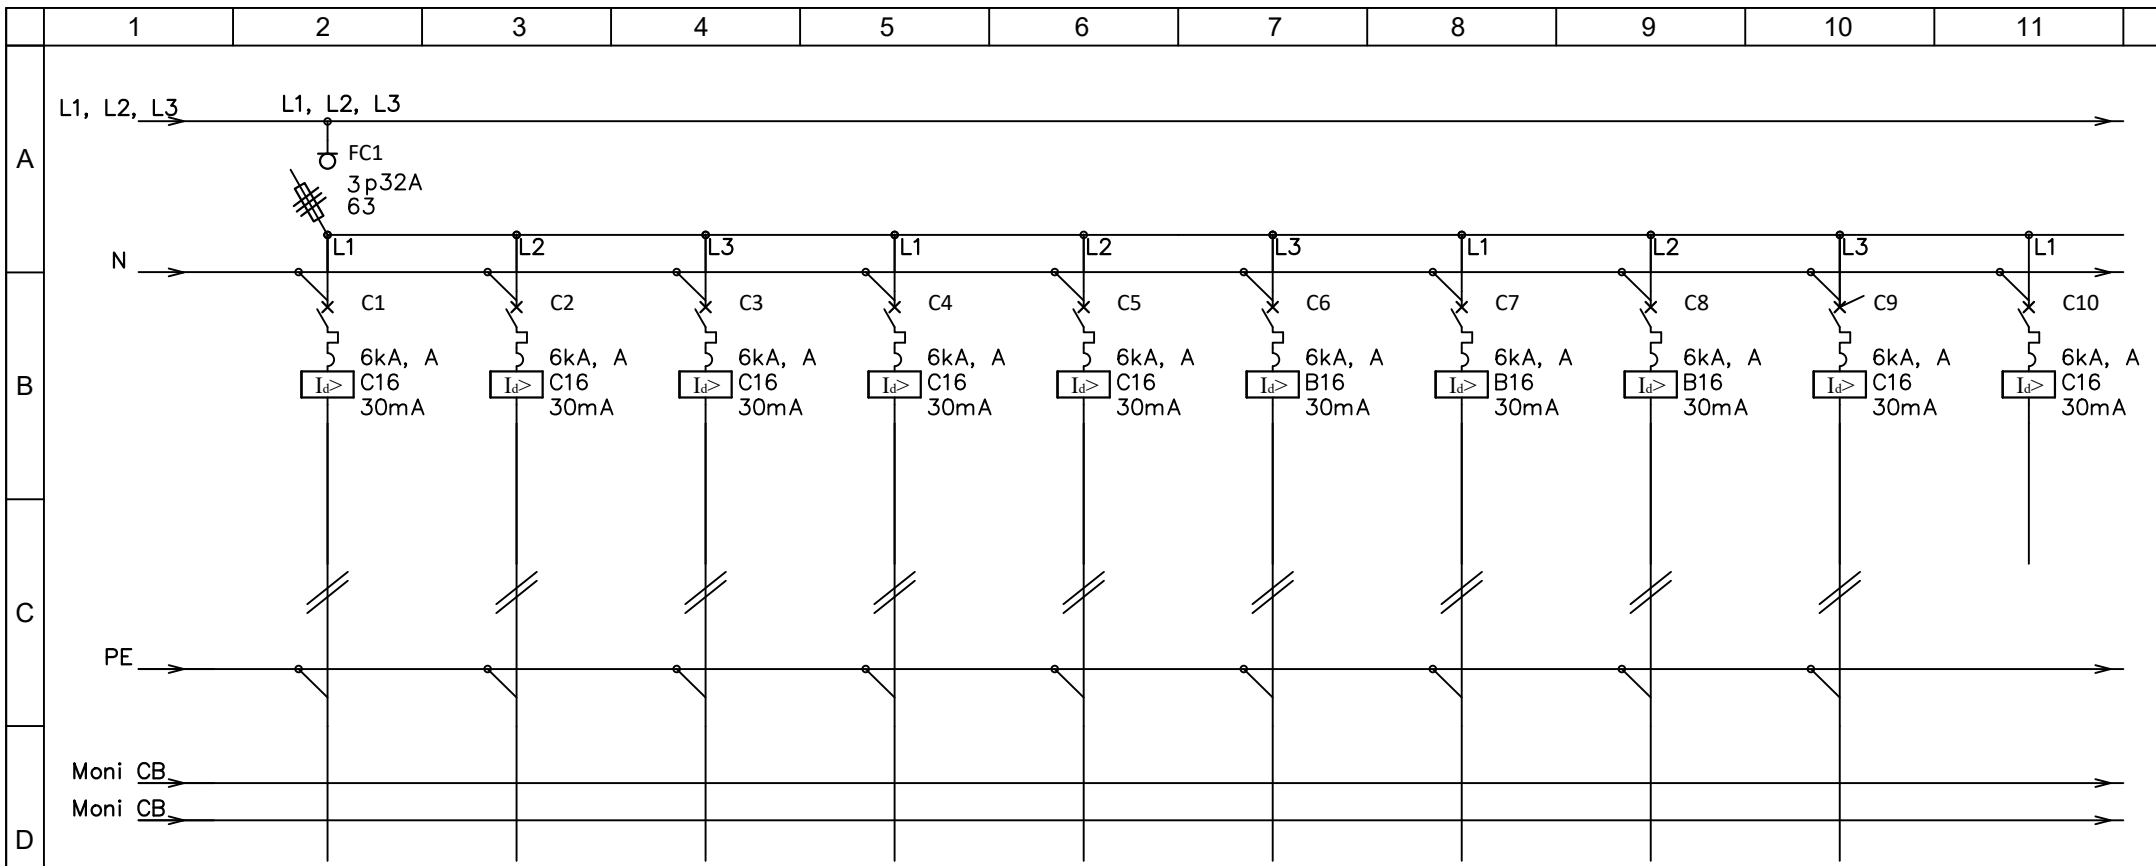 1 2 3 4 5 6 7 8 9 10 11
L1, L2, L3 L1, L2, L3
A
FC1
3p32A
63
L1 L2 L3 L1 L2 L3 L1 L2 L3 L1
N
C1 C2 C3 C4 C5 C6 C7 C8 C9 C10
6kA, A 6kA, A 6kA, A 6kA, A 6kA, A 6kA, A 6kA, A 6kA, A 6kA, A 6kA, A
B Id> C16 Id> C16 Id> C16 Id> C16 Id> C16 Id> B16 Id> B16 Id> B16 Id> C16 Id> C16
30mA 30mA 30mA 30mA 30mA 30mA 30mA 30mA 30mA 30mA
C
PE
Moni CB
Moni CB
D